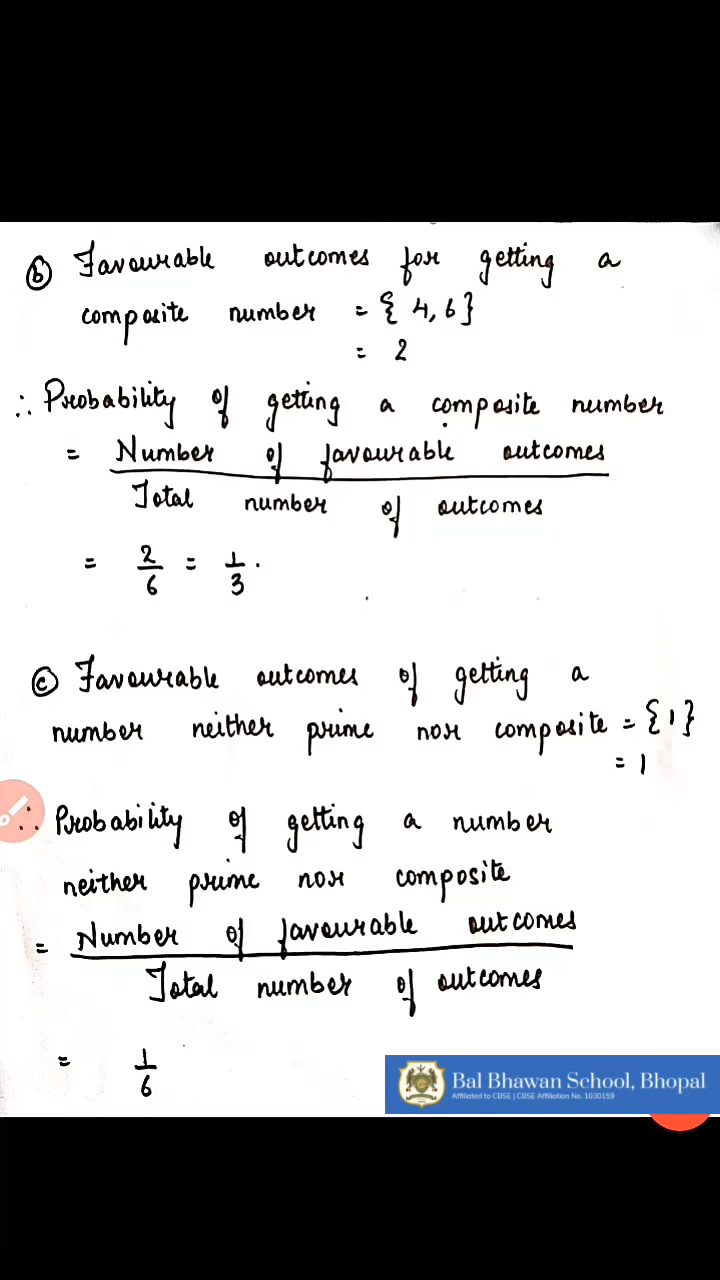 ⓑ Favourable outcomes for getting a
composite number = {4, 6}
= 2
∴ Probability of getting a composite number
= Number of favourable outcomes
Total number of outcomes
= 2/6 = 1/3.
ⓒ Favourable outcomes of getting a
number neither prime nor composite = {1}
= 1
∴ Probability of getting a number
neither prime nor composite
= Number of favourable outcomes
Total number of outcomes
= 1/6
Bal Bhawan School, Bhopal
Affiliated to CBSE | CBSE Affiliation No. 1030159